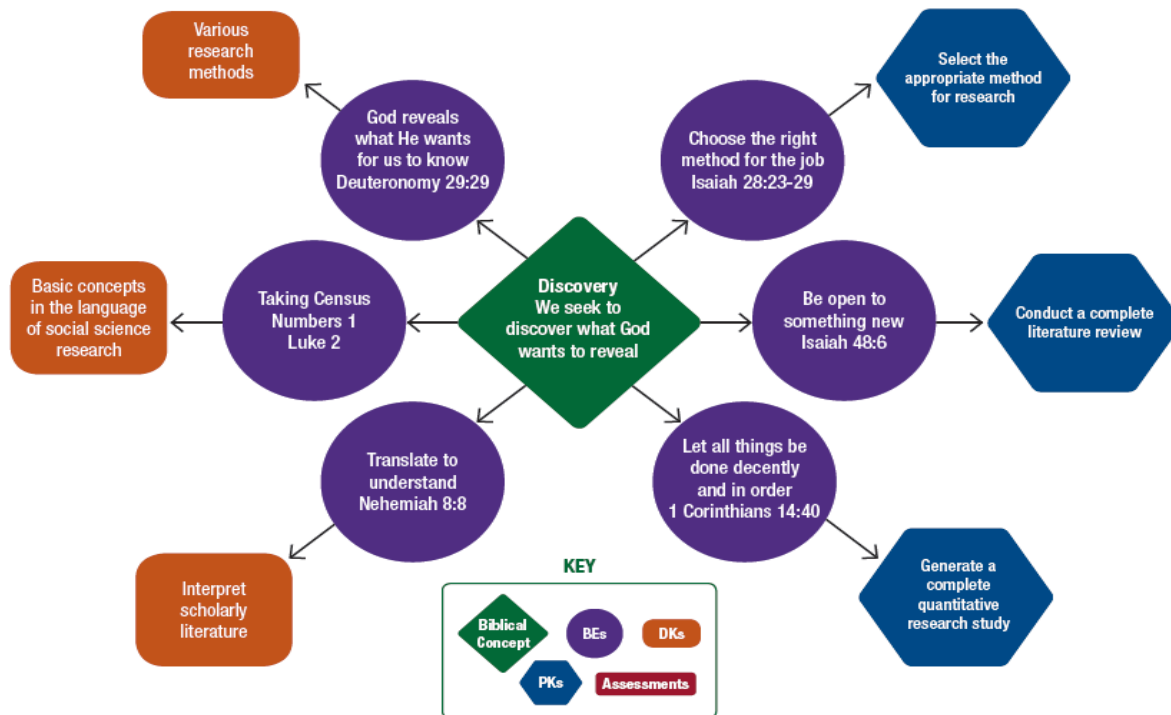 Various
research
methods
God reveals
what He wants
for us to know
Deuteronomy 29:29
Choose the right
method for the job
Isaiah 28:23-29
Select the
appropriate method
for research
Basic concepts
in the language
of social science
research
Taking Census
Numbers 1
Luke 2
Discovery
We seek to
discover what God
wants to reveal
Be open to
something new
Isaiah 48:6
Conduct a complete
literature review
Translate to
understand
Nehemiah 8:8
Let all things be
done decently
and in order
1 Corinthians 14:40
Interpret
scholarly
literature
Generate a
complete
quantitative
research study
KEY
Biblical
Concept
BEs
DKs
PKs
Assessments